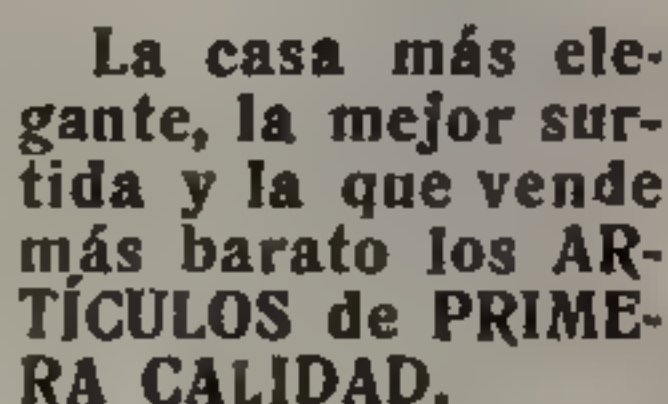 La casa más ele-
gante, la mejor sur-
tida y la que vende
más barato los AR-
TÍCULOS de PRIME-
RA CALIDAD.